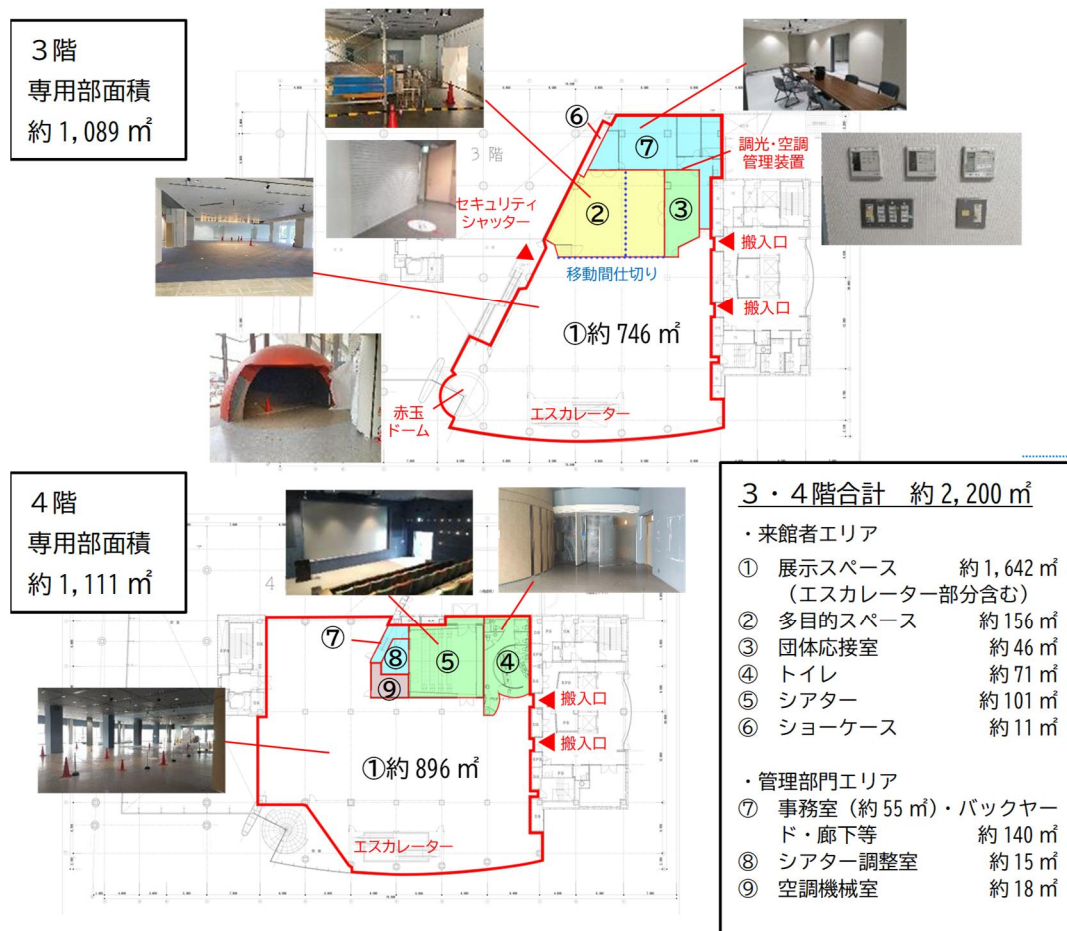 ３階
専用部面積
約 1,089 ㎡
３階
⑥
⑦
調光・空調
管理装置
セキュリティ
シャッター
②
③
搬入口
移動間仕切り
搬入口
①約 746 ㎡
赤玉
ドーム
エスカレーター
４階
専用部面積
約 1,111 ㎡
4
⑦
⑧
⑤
④
⑨
搬入口
搬入口
①約 896 ㎡
エスカレーター
３・４階合計　約 2,200 ㎡
・来館者エリア
①　展示スペース　約 1,642 ㎡
（エスカレーター部分含む）
②　多目的スペース　約 156 ㎡
③　団体応接室　約 46 ㎡
④　トイレ　約 71 ㎡
⑤　シアター　約 101 ㎡
⑥　ショーケース　約 11 ㎡
・管理部門エリア
⑦　事務室（約 55 ㎡）・バックヤー
ド・廊下等　約 140 ㎡
⑧　シアター調整室　約 15 ㎡
⑨　空調機械室　約 18 ㎡